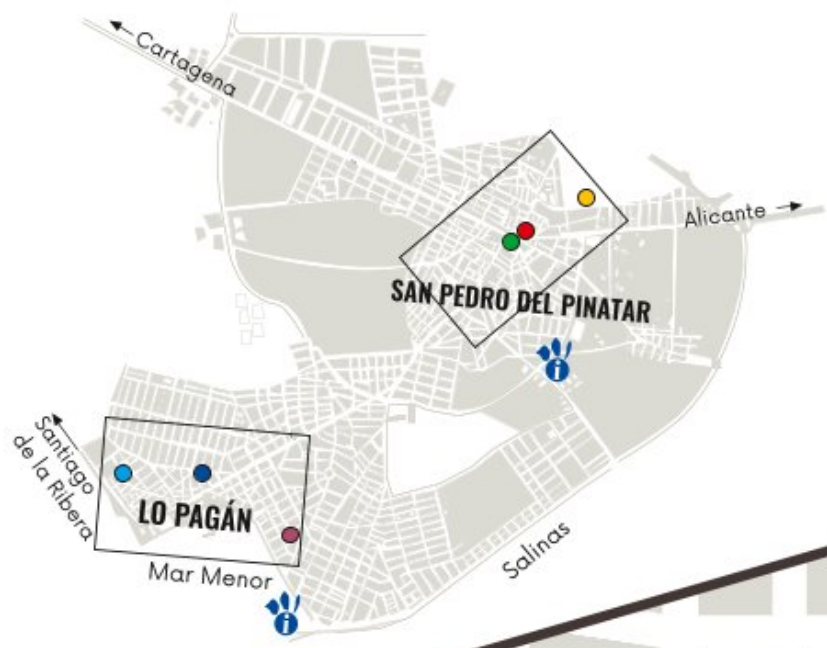 Cartagena
Alicante
SAN PEDRO DEL PINATAR
i
Santiago
de la Ribera
LO PAGÁN
Mar Menor
Salinas
i